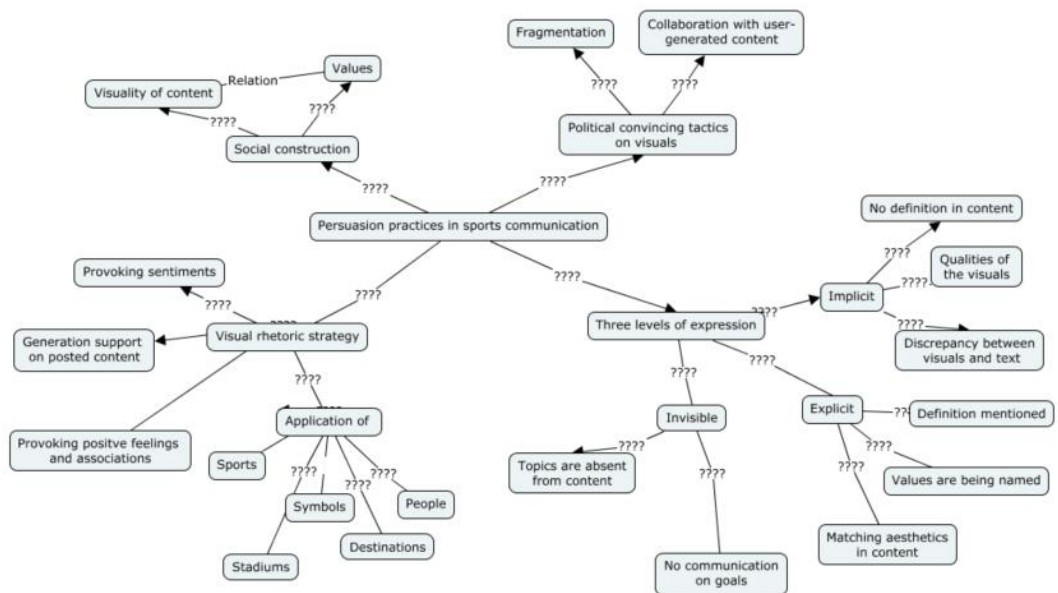 Fragmentation
Collaboration with user-
generated content
????
????
Values
Relation
Visuality of content
????
????
Social construction
Political convincing tactics
on visuals
????
????
Persuasion practices in sports communication
No definition in content
????
Qualities of
the visuals
????
Implicit
????
????
Discrepancy between
visuals and text
Provoking sentiments
????
????
????
Generation support
on posted content
Visual rhetoric strategy
Three levels of expression
????
????
????
????
Provoking positve feelings
and associations
Application of
Sports
????
????
????
Symbols
People
Stadiums
Destinations
Invisible
????
Topics are absent
from content
????
No communication
on goals
Explicit
Definition mentioned
????
Values are being named
????
Matching aesthetics
in content